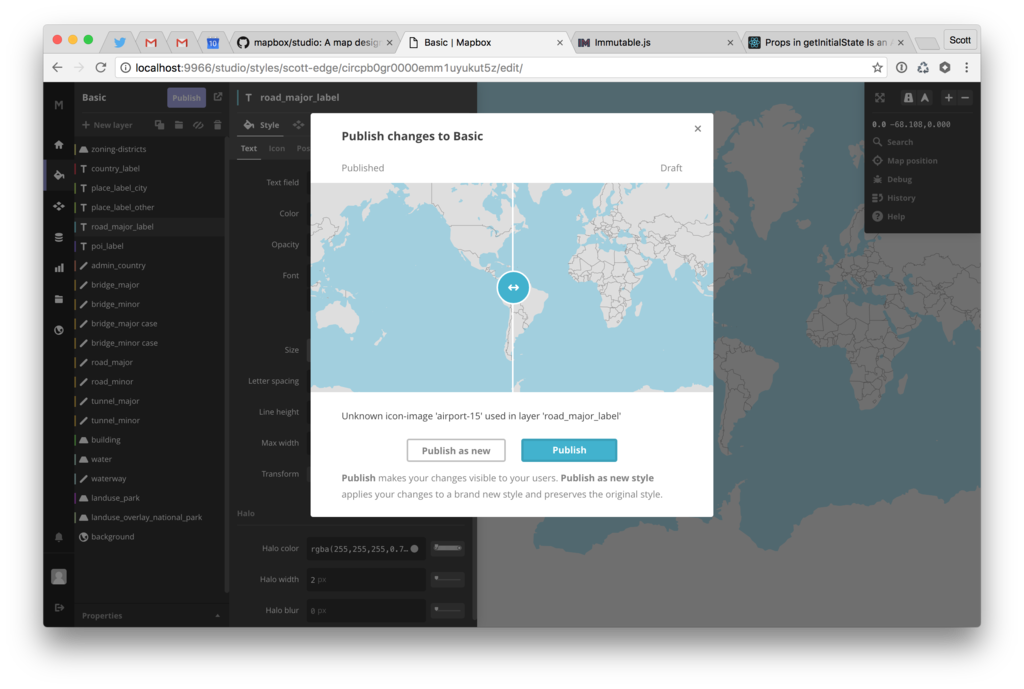 mapbox/studio: A map desig
Basic | Mapbox
Immutable.js
Props in getInitialState Is an
Scott
localhost:9966/studio/styles/scott-edge/circpb0gr0000emm1uyukut5z/edit/
Basic
Publish
T road_major_label
+ New layer
Style
Text Icon
zoning-districts
T country_label
T place_label_city
T place_label_other
T road_major_label
T poi_label
admin_country
bridge_major
bridge_minor
bridge_major case
bridge_minor case
road_major
road_minor
tunnel_major
tunnel_minor
building
water
waterway
landuse_park
landuse_overlay_national_park
background
Properties
Text field
Color
Opacity
Font
Size
Letter spacing
Line height
Max width
Transform
Halo
Halo color rgba(255,255,255,0.7…
Halo width 2 px
Halo blur 0 px
Publish changes to Basic
Published Draft
Unknown icon-image 'airport-15' used in layer 'road_major_label'
Publish as new Publish
Publish makes your changes visible to your users. Publish as new style
applies your changes to a brand new style and preserves the original style.
0.0 -68.108,0.000
Search
Map position
Debug
History
Help